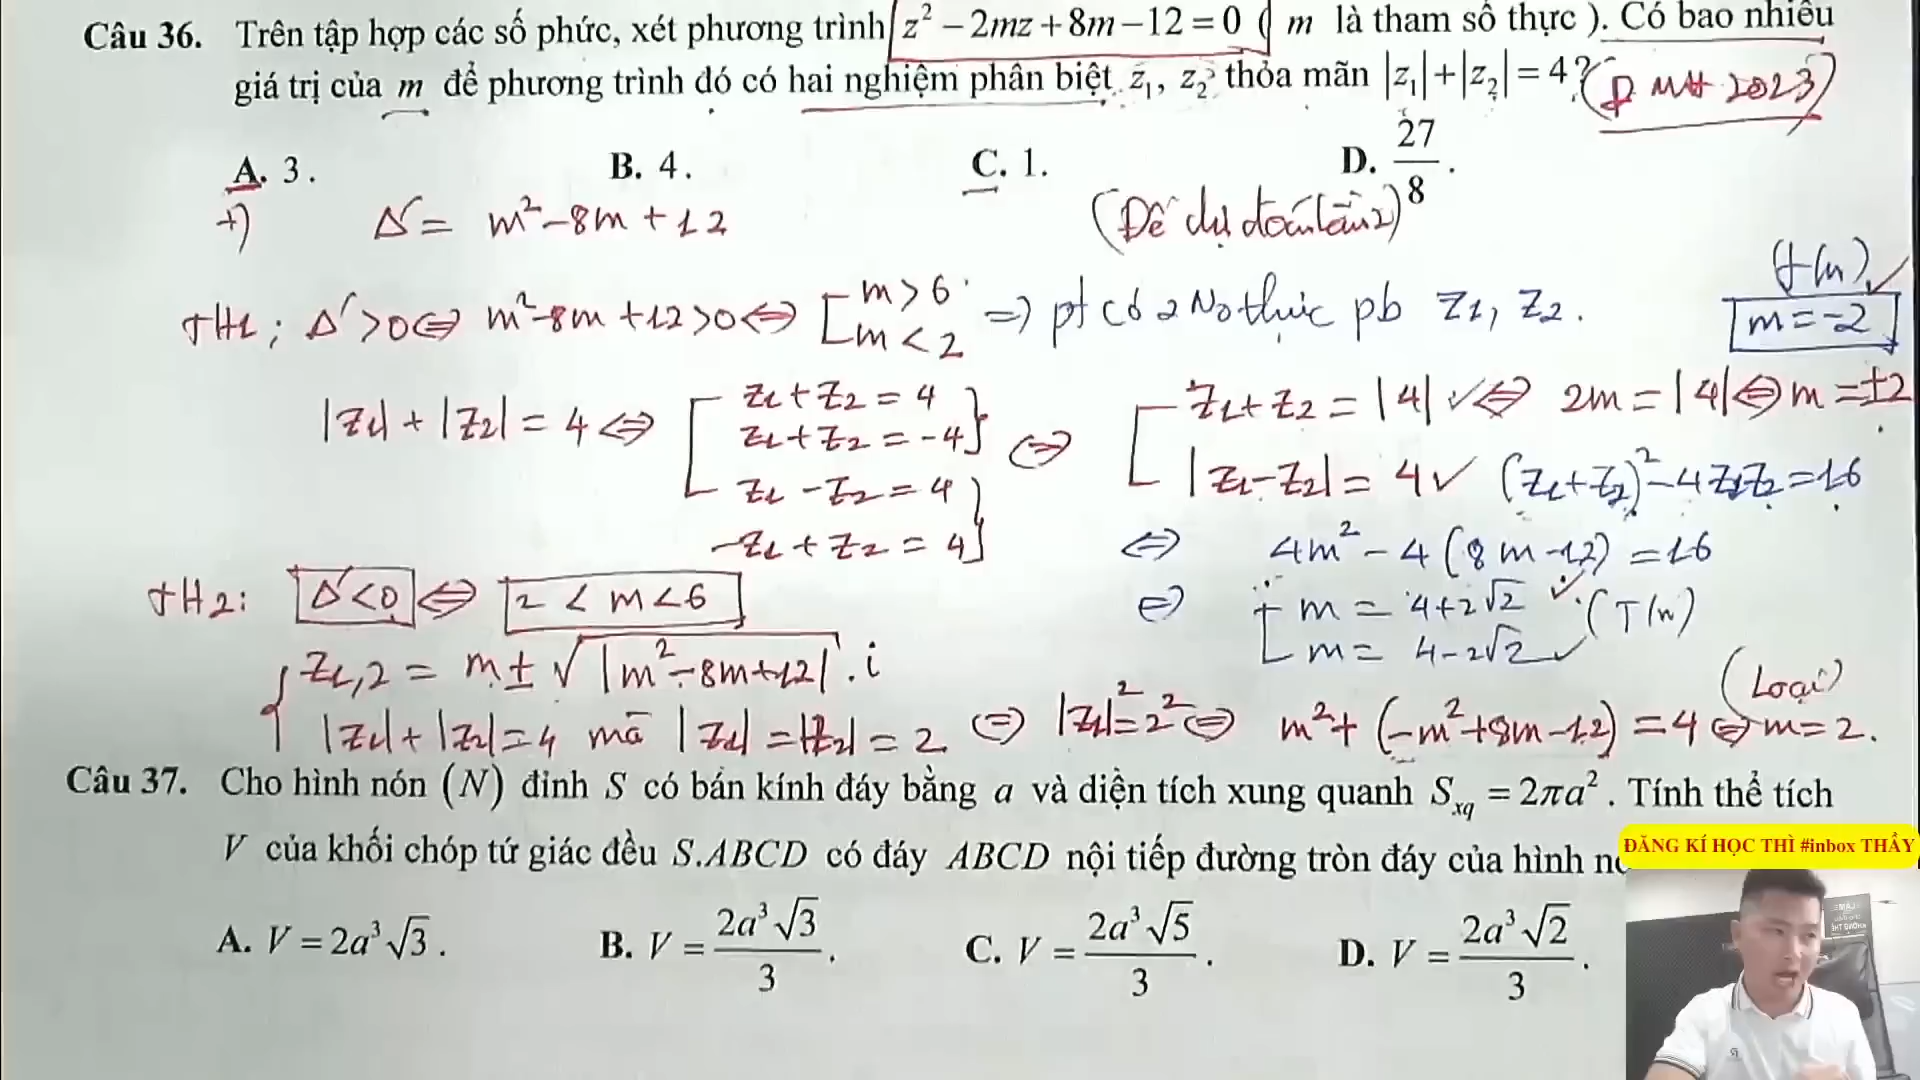 Câu 36. Trên tập hợp các số phức, xét phương trình z² − 2mz + 8m − 12 = 0 ( m là tham số thực ). Có bao nhiêu
giá trị của m để phương trình đó có hai nghiệm phân biệt z₁, z₂ thỏa mãn |z₁| + |z₂| = 4? (Đ MH 2023)
A. 3. B. 4. C. 1. D. 27/8.
+) Δ' = m² − 8m + 12 (Đề dự đoán lần 2)
(t/m) ✓
TH1: Δ' > 0 ⇔ m² − 8m + 12 > 0 ⇔ [ m > 6 ; m < 2 ⇒ pt có 2 No thực pb z1, z2. m = −2
|z1| + |z2| = 4 ⇔ [ z1 + z2 = 4 ; z1 + z2 = −4 ; z1 − z2 = 4 ; −z1 + z2 = 4
⇔ [ z1 + z2 = |4| ✓ ⇔ 2m = |4| ⇔ m = ±2
|z1 − z2| = 4 ✓ (z1 + z2)² − 4z1z2 = 16
⇔ 4m² − 4(8m − 12) = 16
⇔ [ m = 4 + 2√2 ✓ ; m = 4 − 2√2 ✓ (T/m)
TH2: Δ' < 0 ⇔ 2 < m < 6
z1,2 = m ± √|m² − 8m + 12| . i
(Loại)
|z1| + |z2| = 4 mà |z1| = |z2| = 2 ⇔ |z1|² = 2² ⇔ m² + (−m² + 8m − 12) = 4 ⇔ m = 2.
Câu 37. Cho hình nón (N) đỉnh S có bán kính đáy bằng a và diện tích xung quanh Sxq = 2πa². Tính thể tích
V của khối chóp tứ giác đều S.ABCD có đáy ABCD nội tiếp đường tròn đáy của hình
ĐĂNG KÍ HỌC THÌ #inbox THẦY
A. V = 2a³√3. B. V = 2a³√3/3. C. V = 2a³√5/3. D. V = 2a³√2/3.